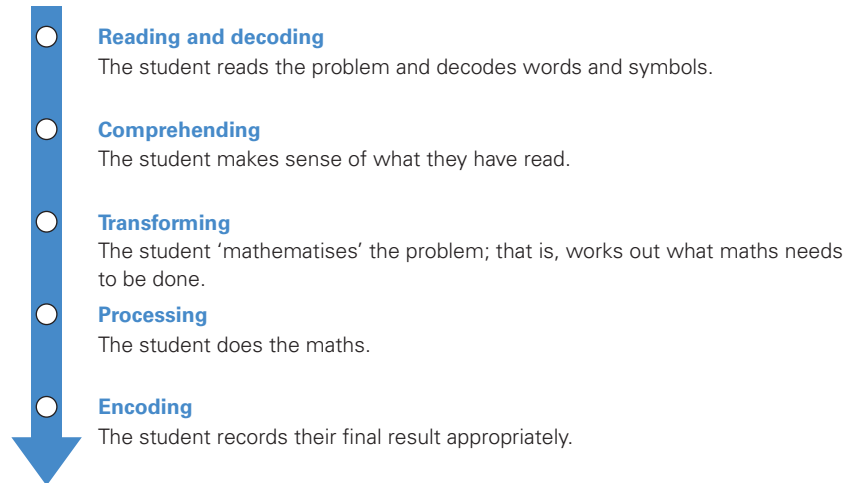 Reading and decoding
The student reads the problem and decodes words and symbols.
Comprehending
The student makes sense of what they have read.
Transforming
The student ‘mathematises’ the problem; that is, works out what maths needs
to be done.
Processing
The student does the maths.
Encoding
The student records their final result appropriately.